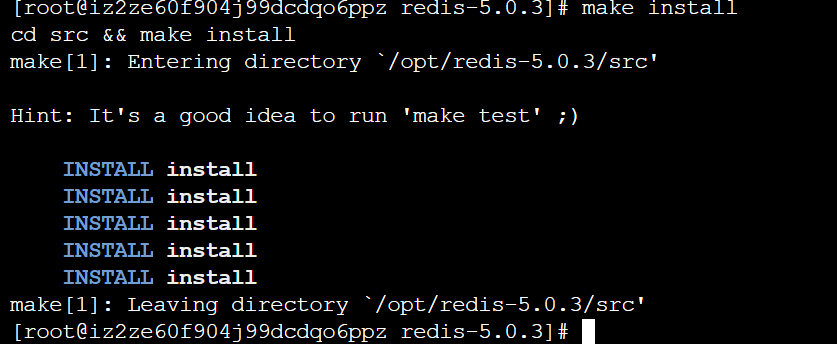 [root@iz2ze60f904j99dcdqo6ppz redis-5.0.3]# make install
cd src && make install
make[1]: Entering directory `/opt/redis-5.0.3/src'
Hint: It's a good idea to run 'make test' ;)
INSTALL install
INSTALL install
INSTALL install
INSTALL install
INSTALL install
make[1]: Leaving directory `/opt/redis-5.0.3/src'
[root@iz2ze60f904j99dcdqo6ppz redis-5.0.3]#